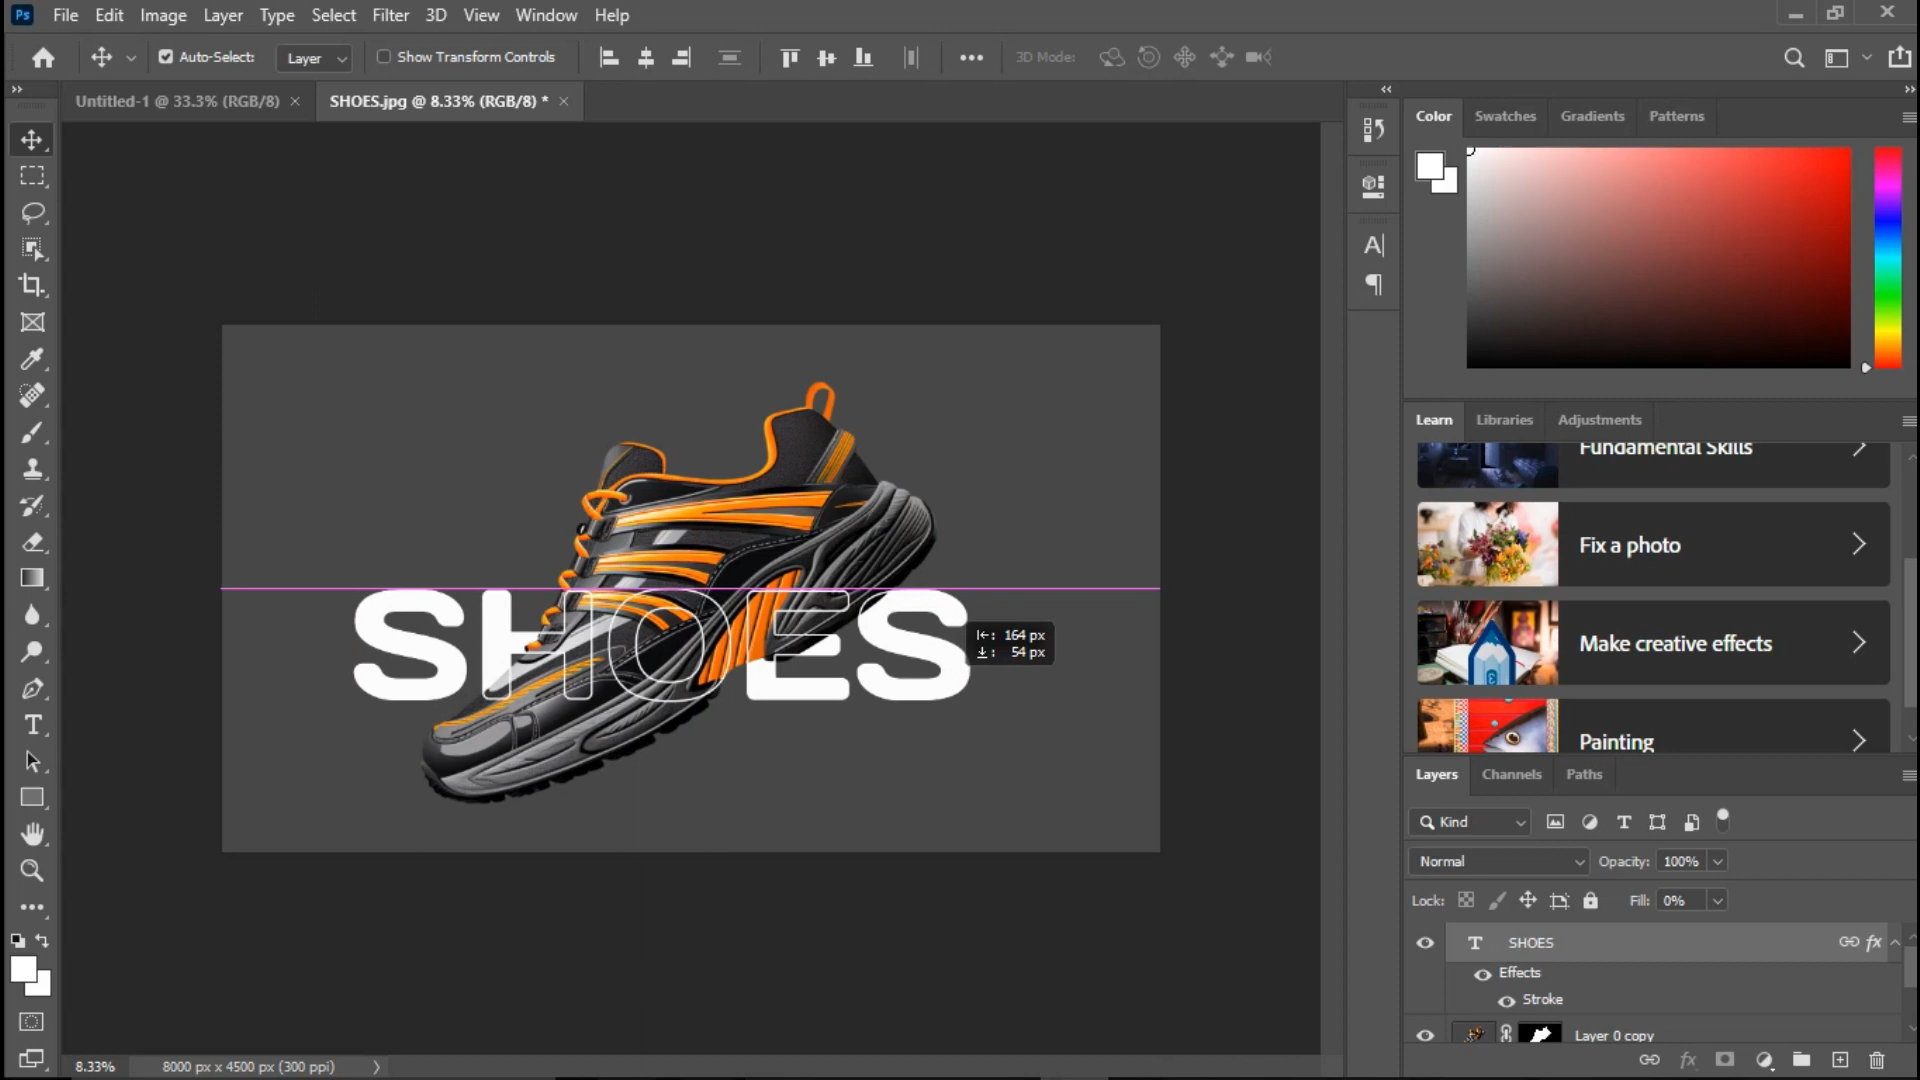 Ps File Edit Image Layer Type Select Filter 3D View Window Help
Auto-Select: Layer Show Transform Controls 3D Mode:
Untitled-1 @ 33.3% (RGB/8) × SHOES.jpg @ 8.33% (RGB/8) * ×
Color Swatches Gradients Patterns
Learn Libraries Adjustments
Fundamental Skills
Fix a photo
Make creative effects
Painting
SHOES
164 px
54 px
Layers Channels Paths
Kind
Normal Opacity: 100%
Lock: Fill: 0%
T SHOES fx
Effects
Stroke
Layer 0 copy
fx
8.33% 8000 px x 4500 px (300 ppi)